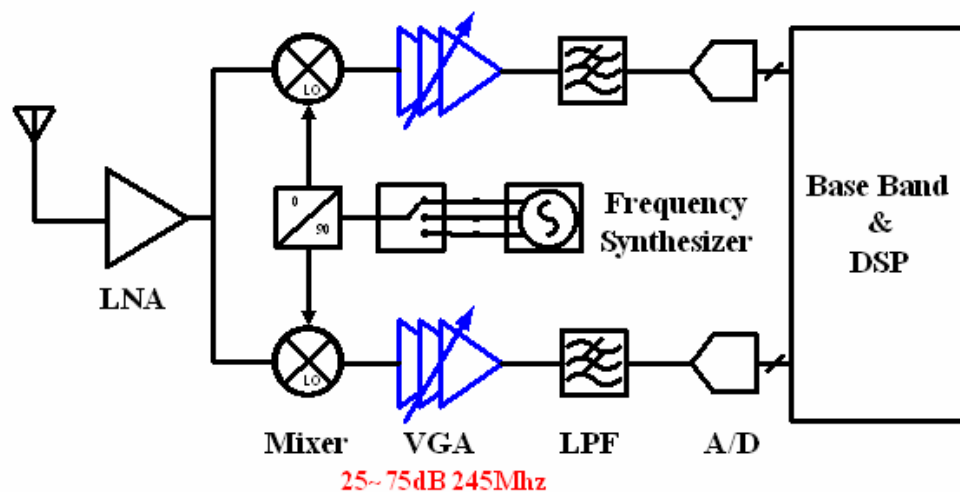 LO
0
90
Frequency
Synthesizer
Base Band
&
DSP
LNA
LO
Mixer
VGA
LPF
A/D
25~75dB 245Mhz